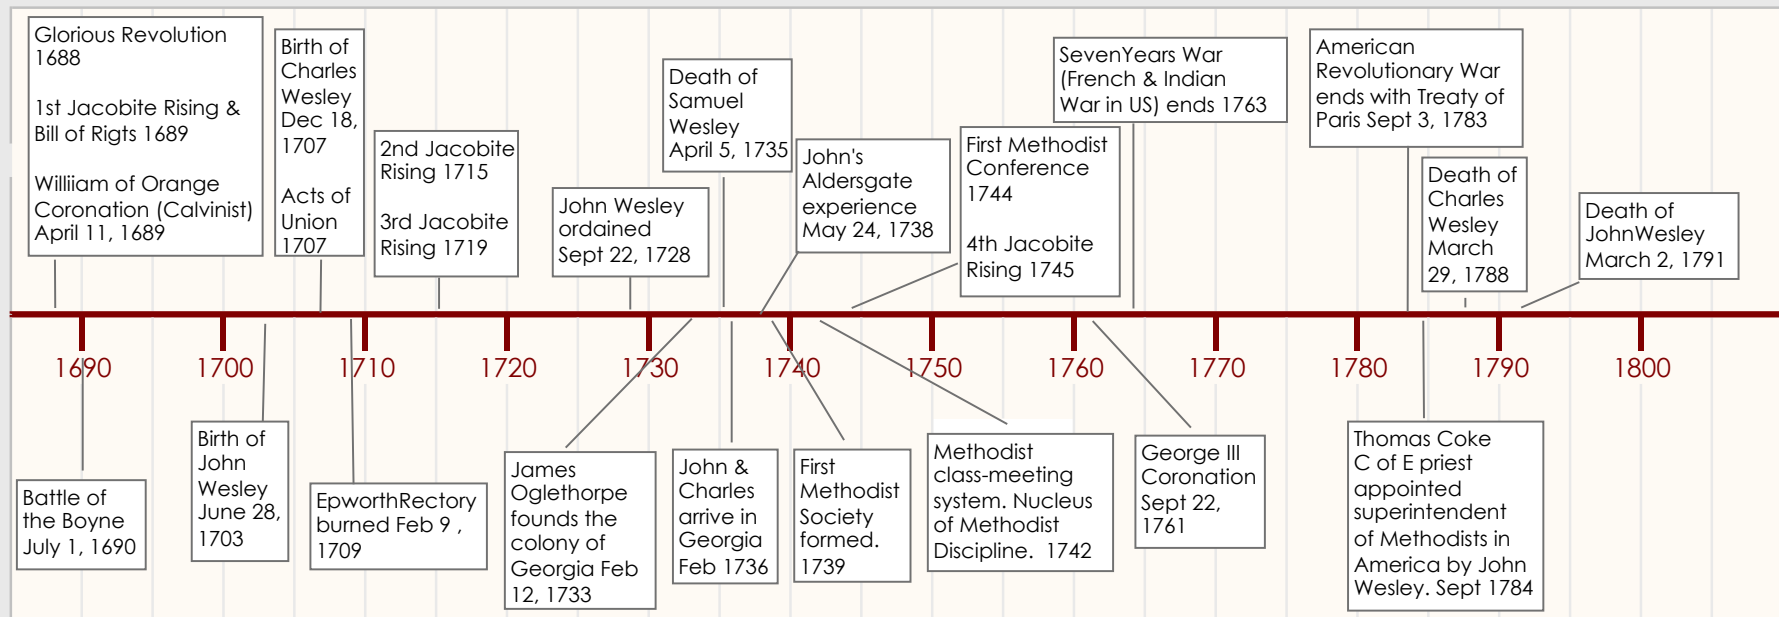 Glorious Revolution
1688
1st Jacobite Rising &
Bill of Rigts 1689
Williiam of Orange
Coronation (Calvinist)
April 11, 1689
Birth of
Charles
Wesley
Dec 18,
1707
Acts of
Union
1707
2nd Jacobite
Rising 1715
3rd Jacobite
Rising 1719
John Wesley
ordained
Sept 22, 1728
Death of
Samuel
Wesley
April 5, 1735
John's
Aldersgate
experience
May 24, 1738
First Methodist
Conference
1744
4th Jacobite
Rising 1745
SevenYears War
(French & Indian
War in US) ends 1763
American
Revolutionary War
ends with Treaty of
Paris Sept 3, 1783
Death of
Charles
Wesley
March
29, 1788
Death of
JohnWesley
March 2, 1791
1690 1700 1710 1720 1730 1740 1750 1760 1770 1780 1790 1800
Battle of
the Boyne
July 1, 1690
Birth of
John
Wesley
June 28,
1703
EpworthRectory
burned Feb 9 ,
1709
James
Oglethorpe
founds the
colony of
Georgia Feb
12, 1733
John &
Charles
arrive in
Georgia
Feb 1736
First
Methodist
Society
formed.
1739
Methodist
class-meeting
system. Nucleus
of Methodist
Discipline.  1742
George III
Coronation
Sept 22,
1761
Thomas Coke
C of E priest
appointed
superintendent
of Methodists in
America by John
Wesley. Sept 1784